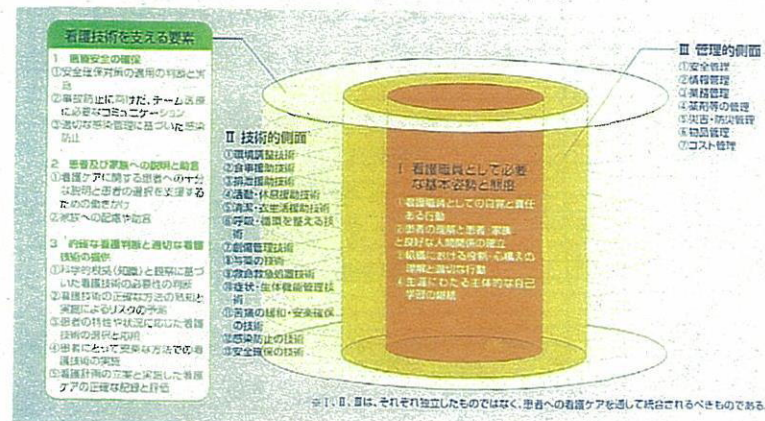 看護技術を支える要素
1 医療安全の確保
①安全確保対策の適用の判断と実
施
②事故防止に向けた、チーム医療
に必要なコミュニケーション
③適切な感染管理に基づいた感染
防止
2 患者及び家族への説明と助言
①看護ケアに関する患者への十分
な説明と患者の選択を支援する
ための働きかけ
②家族への配慮や助言
3 的確な看護判断と適切な看護
技術の提供
①科学的根拠(知識)と観察に基づ
いた看護技術の必要性の判断
②看護技術の正確な方法の熟知と
実施によるリスクの予測
③患者の特性や状況に応じた看護
技術の選択と応用
④患者にとって安楽な方法での看
護技術の実施
⑤看護計画の立案と実施した看護
ケアの正確な記録と評価
Ⅱ 技術的側面
①環境調整技術
②食事援助技術
③排泄援助技術
④活動・休息援助技術
⑤清潔・衣生活援助技術
⑥呼吸・循環を整える技
術
⑦創傷管理技術
⑧与薬の技術
⑨救命救急処置技術
⑩症状・生体機能管理技
術
⑪苦痛の緩和・安楽確保
の技術
⑫感染防止の技術
⑬安全確保の技術
Ⅰ 看護職員として必要
な基本姿勢と態度
①看護職員としての自覚と責任
ある行動
②患者の理解と患者・家族
と良好な人間関係の確立
③組織における役割・心構えの
理解と適切な行動
④生涯にわたる主体的な自己
学習の継続
Ⅲ 管理的側面
①安全管理
②情報管理
③業務管理
④薬剤等の管理
⑤災害・防災管理
⑥物品管理
⑦コスト管理
※Ⅰ、Ⅱ、Ⅲは、それぞれ独立したものではなく、患者への看護ケアを通して統合されるべきものである。